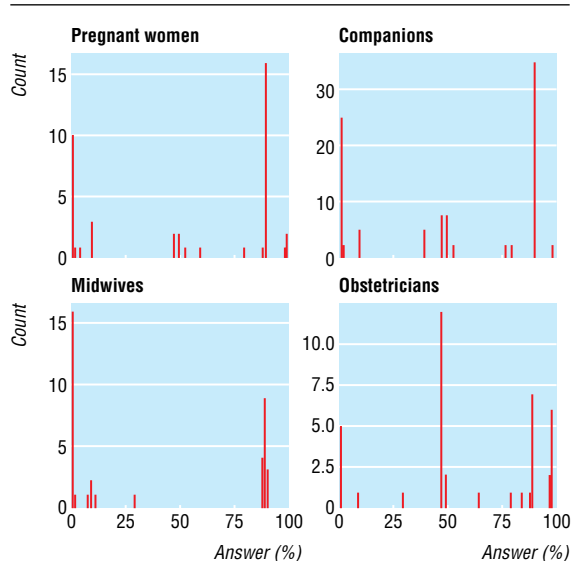 Pregnant women
Companions
Count
15
10
5
0
30
20
10
0
Midwives
Obstetricians
Count
15
10
5
0
10.0
7.5
5.0
2.5
0
0 25 50 75 100
0 25 50 75 100
Answer (%)
Answer (%)